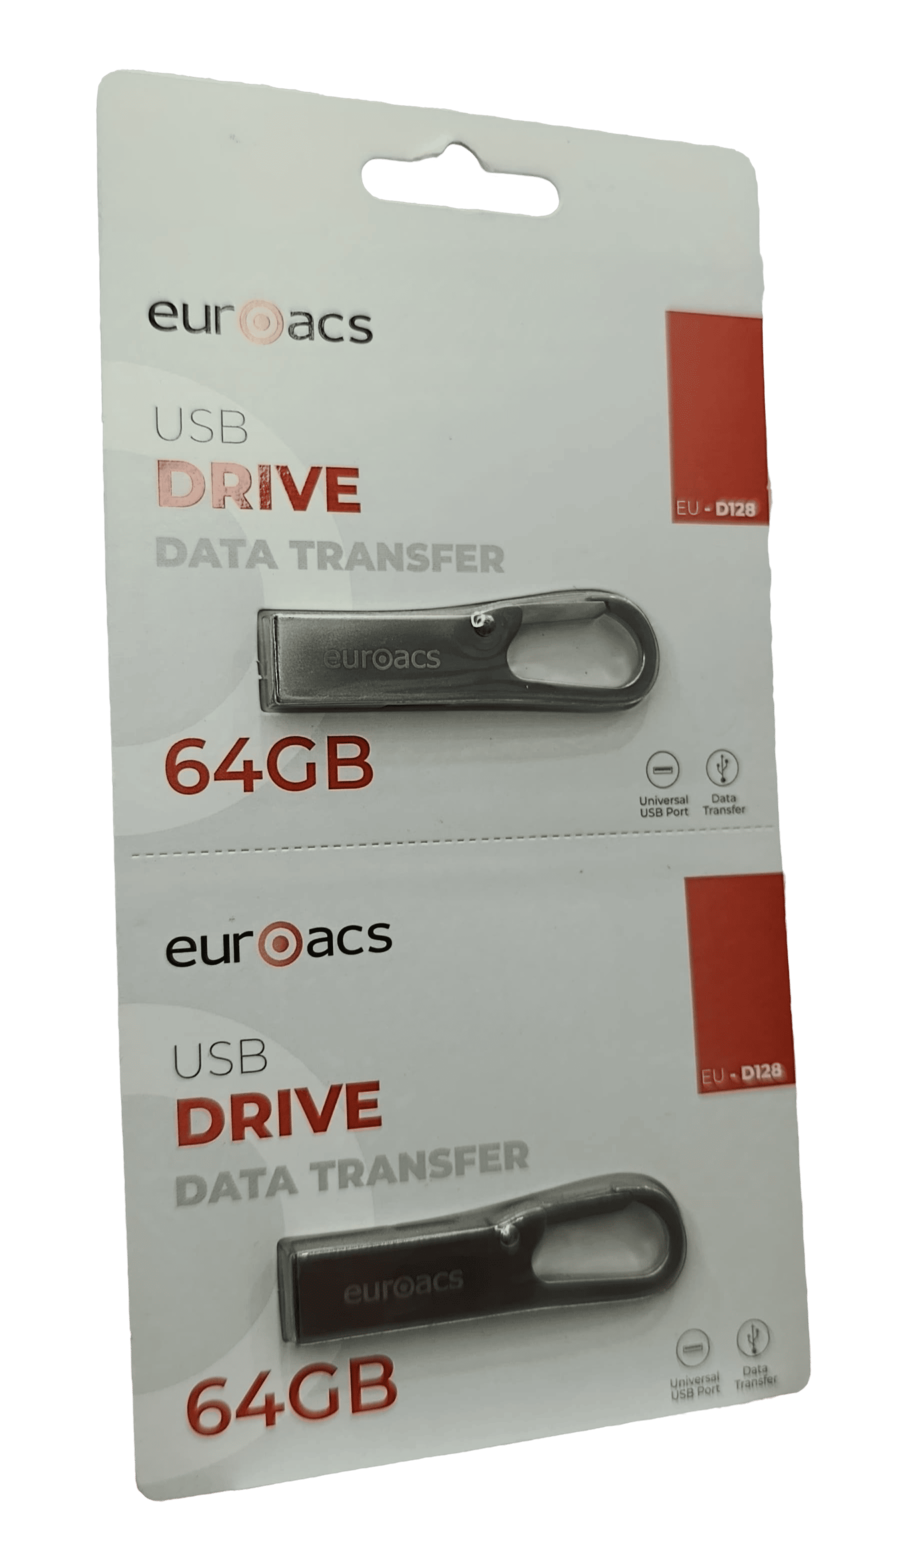 euroacs
USB
DRIVE
DATA TRANSFER
EU - D128
euroacs
64GB
Universal
USB Port
Data
Transfer
euroacs
USB
DRIVE
DATA TRANSFER
EU - D128
euroacs
64GB
Universal
USB Port
Data
Transfer